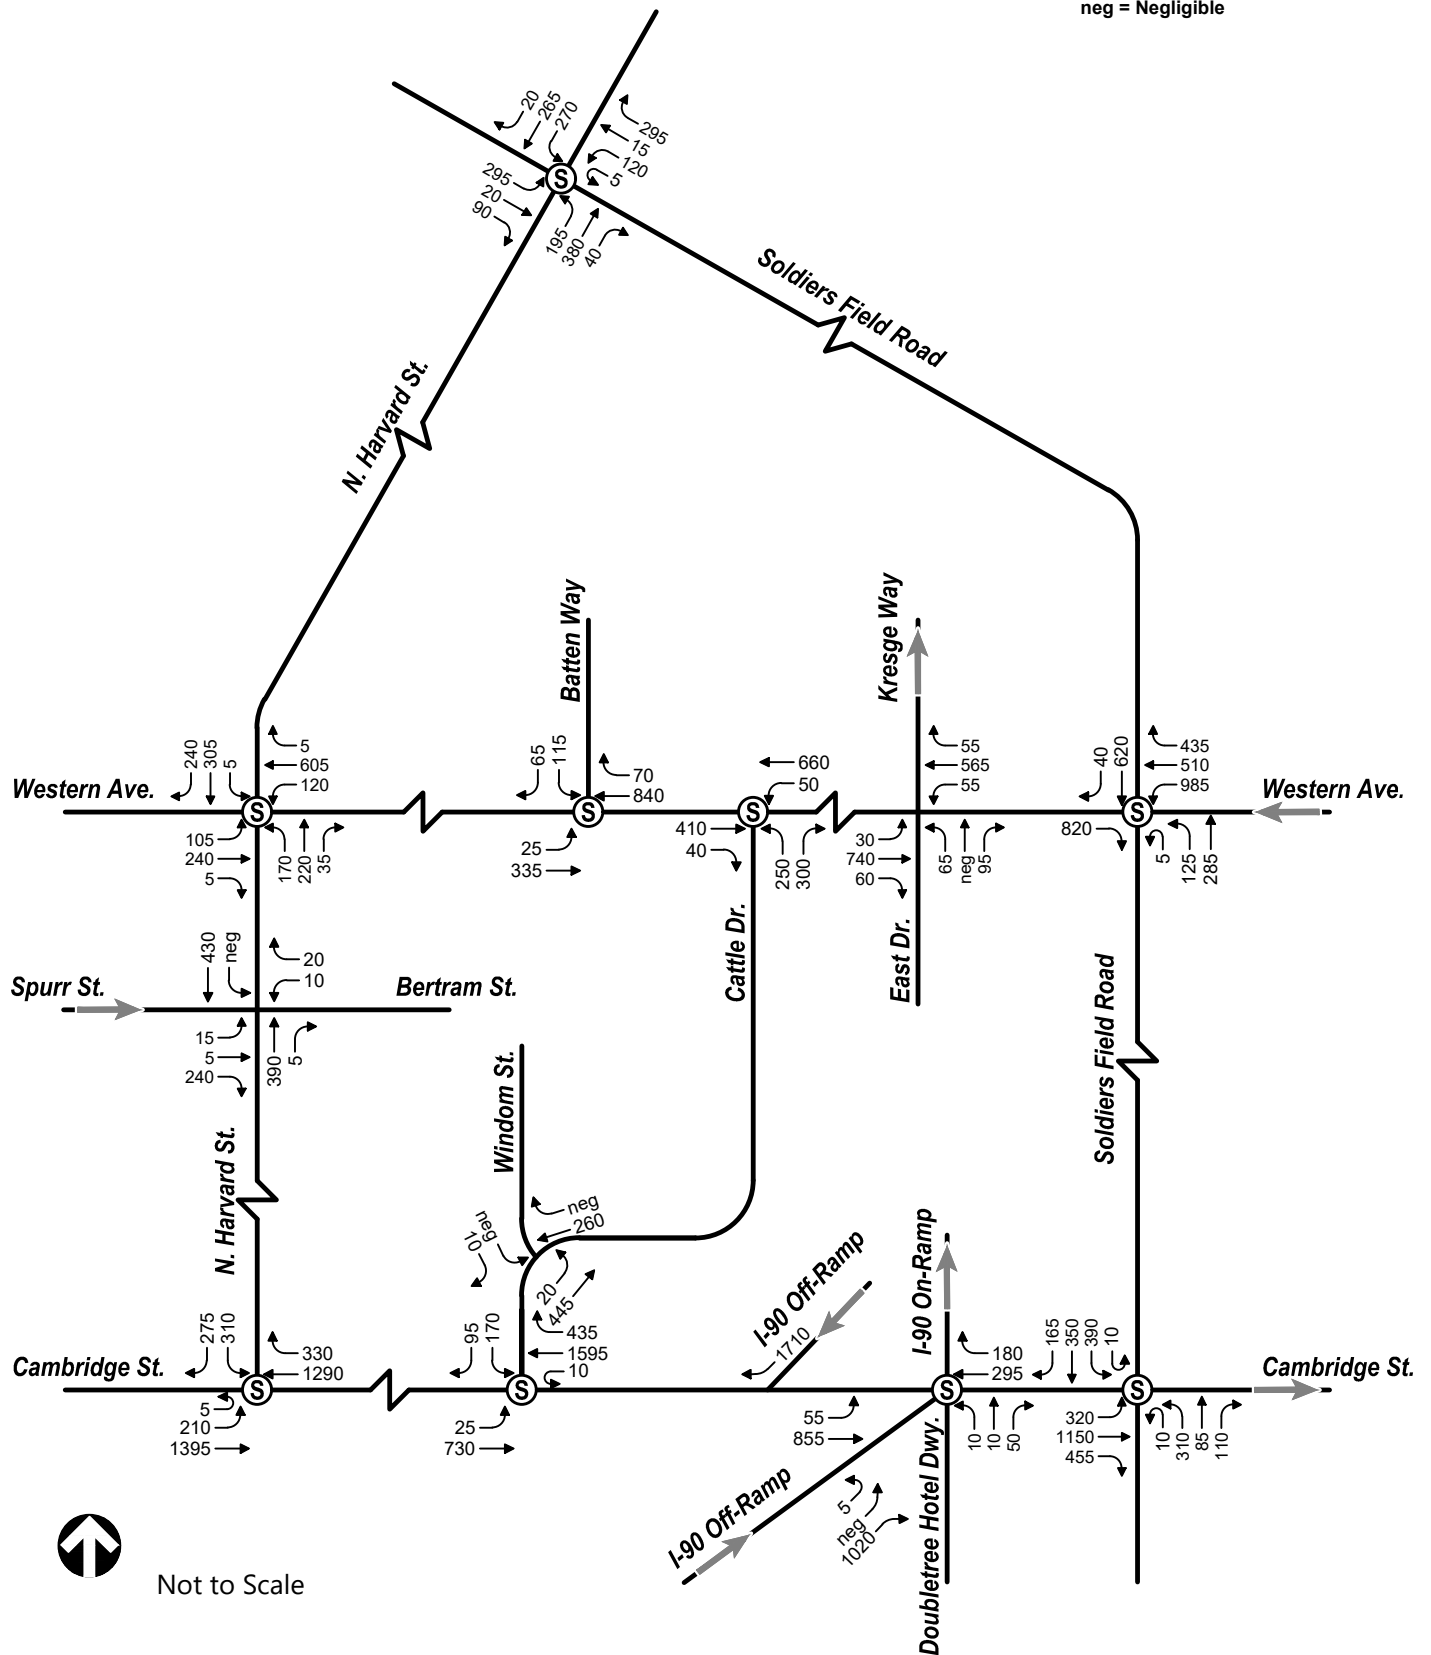 neg = Negligible
20
265
270
295
15
120
5
295
20
90
195
380
40
Soldiers Field Road
N. Harvard St.
Batten Way
Kresge Way
Western Ave.
240
305
5
5
605
120
105
240
5
170
220
35
65
115
70
840
25
335
660
50
410
40
250
300
55
565
55
30
740
60
65
neg
95
40
620
435
510
985
820
5
125
285
Western Ave.
Cattle Dr.
East Dr.
Soldiers Field Road
430
neg
20
10
Spurr St.
Bertram St.
15
5
240
390
5
N. Harvard St.
Windom St.
neg
260
neg
10
20
445
I-90 Off-Ramp
1710
I-90 On-Ramp
Cambridge St.
275
310
330
1290
5
210
1395
95
170
435
1595
10
25
730
55
855
180
295
10
10
50
165
350
390
10
320
1150
455
10
310
85
110
Cambridge St.
I-90 Off-Ramp
5
neg
1020
Doubletree Hotel Dwy.
S
S
S
S
S
S
S
S
S
Not to Scale